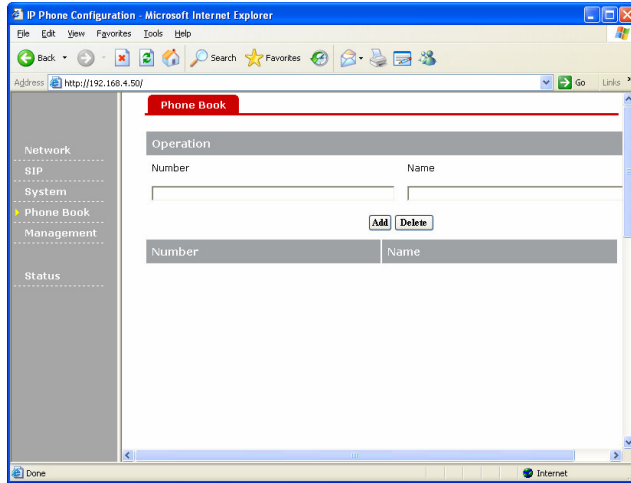 IP Phone Configuration - Microsoft Internet Explorer
File Edit View Favorites Tools Help
Back Search Favorites
Address http://192.168.4.50/ Go Links
Phone Book
Operation
Number Name
Add Delete
Number Name
Network
SIP
System
Phone Book
Management
Status
Done Internet